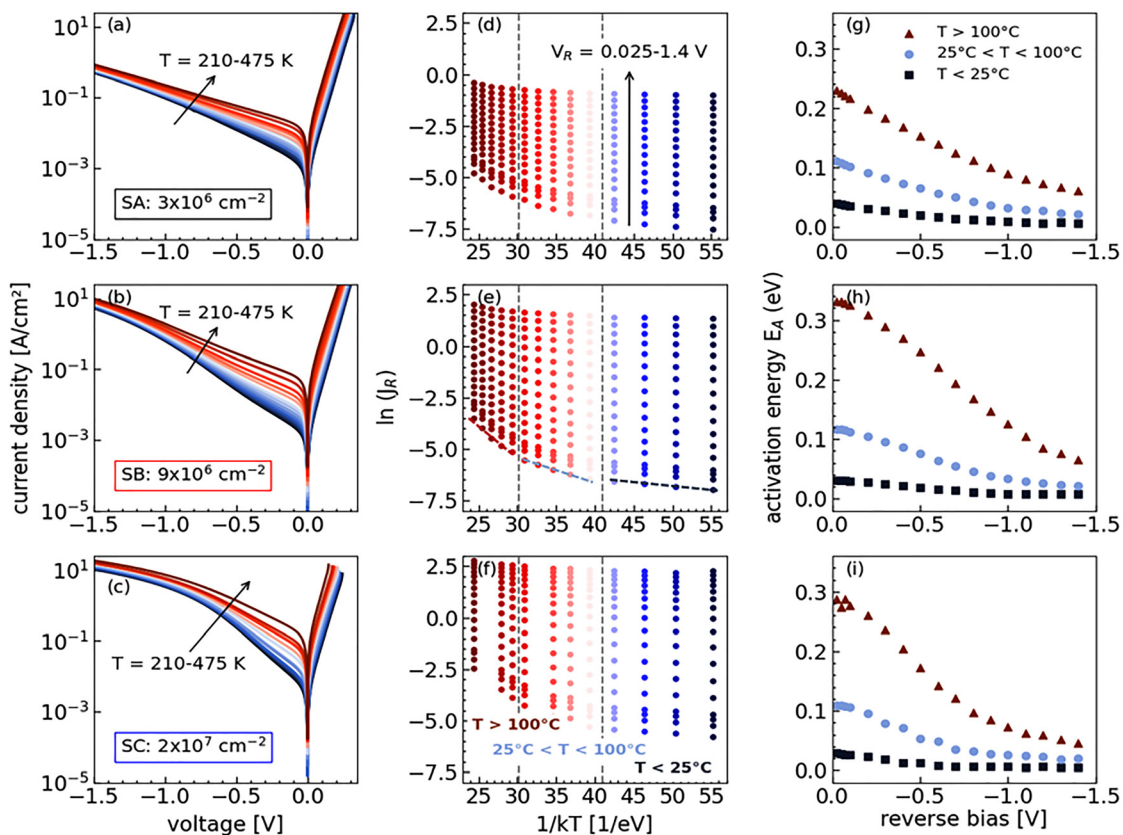 (a)
T = 210-475 K
SA: 3x10⁶ cm⁻²
10¹
10⁻¹
10⁻³
10⁻⁵
−1.5 −1.0 −0.5 0.0
(d)
V_R = 0.025-1.4 V
0.0
−2.5
−5.0
−7.5
25 30 35 40 45 50 55
(g)
T > 100°C
25°C < T < 100°C
T < 25°C
0.3
0.2
0.1
0.0
0.0 −0.5 −1.0 −1.5
(b)
T = 210-475 K
SB: 9x10⁶ cm⁻²
current density [A/cm²]
10¹
10⁻¹
10⁻³
10⁻⁵
−1.5 −1.0 −0.5 0.0
(e)
ln (J_R)
2.5
0.0
−2.5
−5.0
−7.5
25 30 35 40 45 50 55
(h)
activation energy E_A (eV)
0.3
0.2
0.1
0.0
0.0 −0.5 −1.0 −1.5
(c)
T = 210-475 K
SC: 2x10⁷ cm⁻²
10¹
10⁻¹
10⁻³
10⁻⁵
−1.5 −1.0 −0.5 0.0
voltage [V]
(f)
T > 100°C
25°C < T < 100°C
T < 25°C
2.5
0.0
−2.5
−5.0
−7.5
25 30 35 40 45 50 55
1/kT [1/eV]
(i)
0.3
0.2
0.1
0.0
0.0 −0.5 −1.0 −1.5
reverse bias [V]